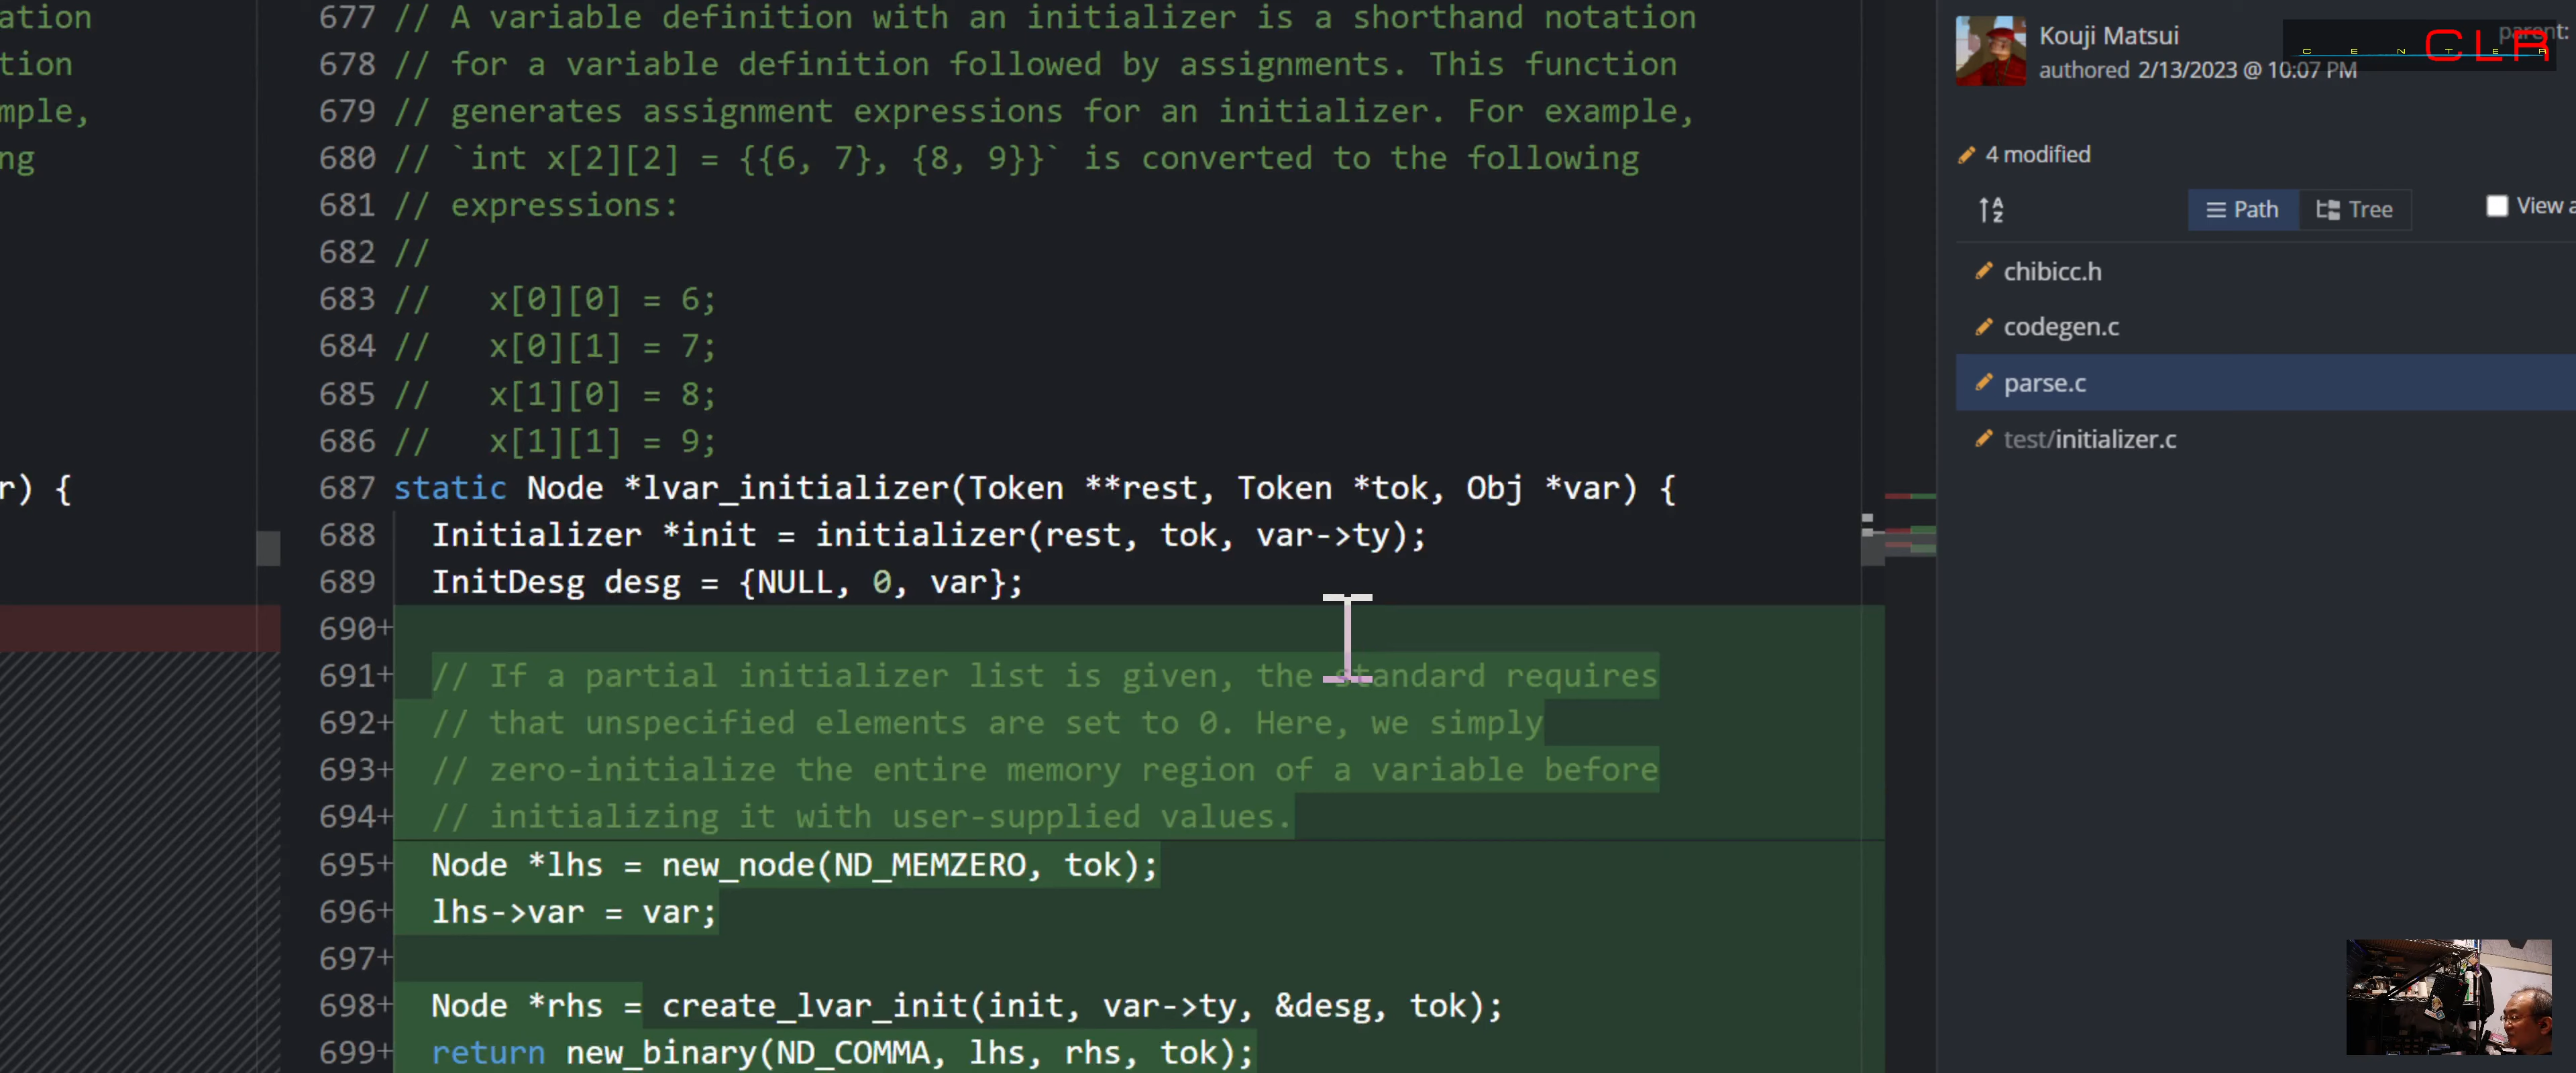 ation
tion
mple,
ng
r) {
677 // A variable definition with an initializer is a shorthand notation
678 // for a variable definition followed by assignments. This function
679 // generates assignment expressions for an initializer. For example,
680 // `int x[2][2] = {{6, 7}, {8, 9}}` is converted to the following
681 // expressions:
682 //
683 //   x[0][0] = 6;
684 //   x[0][1] = 7;
685 //   x[1][0] = 8;
686 //   x[1][1] = 9;
687 static Node *lvar_initializer(Token **rest, Token *tok, Obj *var) {
688   Initializer *init = initializer(rest, tok, var->ty);
689   InitDesg desg = {NULL, 0, var};
690+
691+   // If a partial initializer list is given, the standard requires
692+   // that unspecified elements are set to 0. Here, we simply
693+   // zero-initialize the entire memory region of a variable before
694+   // initializing it with user-supplied values.
695+   Node *lhs = new_node(ND_MEMZERO, tok);
696+   lhs->var = var;
697+
698+   Node *rhs = create_lvar_init(init, var->ty, &desg, tok);
699+   return new_binary(ND_COMMA, lhs, rhs, tok);
Kouji Matsui
authored 2/13/2023 @ 10:07 PM
parent:
CENTER CLR
4 modified
Path Tree View a
chibicc.h
codegen.c
parse.c
test/initializer.c